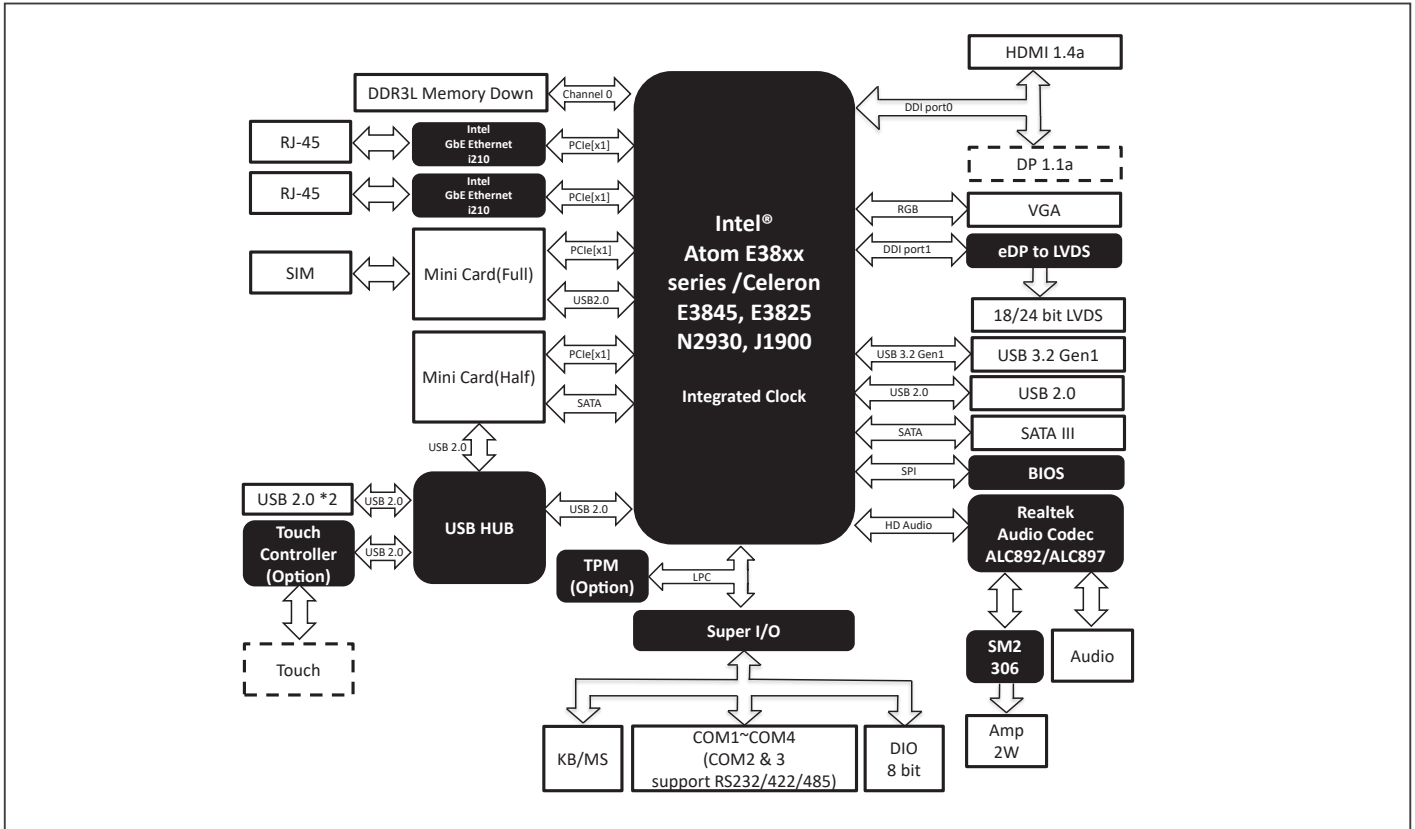 HDMI 1.4a
DDR3L Memory Down
Channel 0
DDI port0
RJ-45
Intel
GbE Ethernet
i210
PCIe[x1]
DP 1.1a
RJ-45
Intel
GbE Ethernet
i210
PCIe[x1]
RGB
VGA
Intel®
Atom E38xx
series /Celeron
E3845, E3825
N2930, J1900
Integrated Clock
SIM
Mini Card(Full)
PCIe[x1]
USB2.0
DDI port1
eDP to LVDS
18/24 bit LVDS
Mini Card(Half)
PCIe[x1]
SATA
USB 3.2 Gen1
USB 3.2 Gen1
USB 2.0
USB 2.0
SATA
SATA III
USB 2.0
SPI
BIOS
USB 2.0 *2
USB 2.0
USB HUB
USB 2.0
HD Audio
Realtek
Audio Codec
ALC892/ALC897
Touch
Controller
(Option)
USB 2.0
TPM
(Option)
LPC
Super I/O
Touch
SM2
306
Audio
KB/MS
COM1~COM4
(COM2 & 3
support RS232/422/485)
DIO
8 bit
Amp
2W